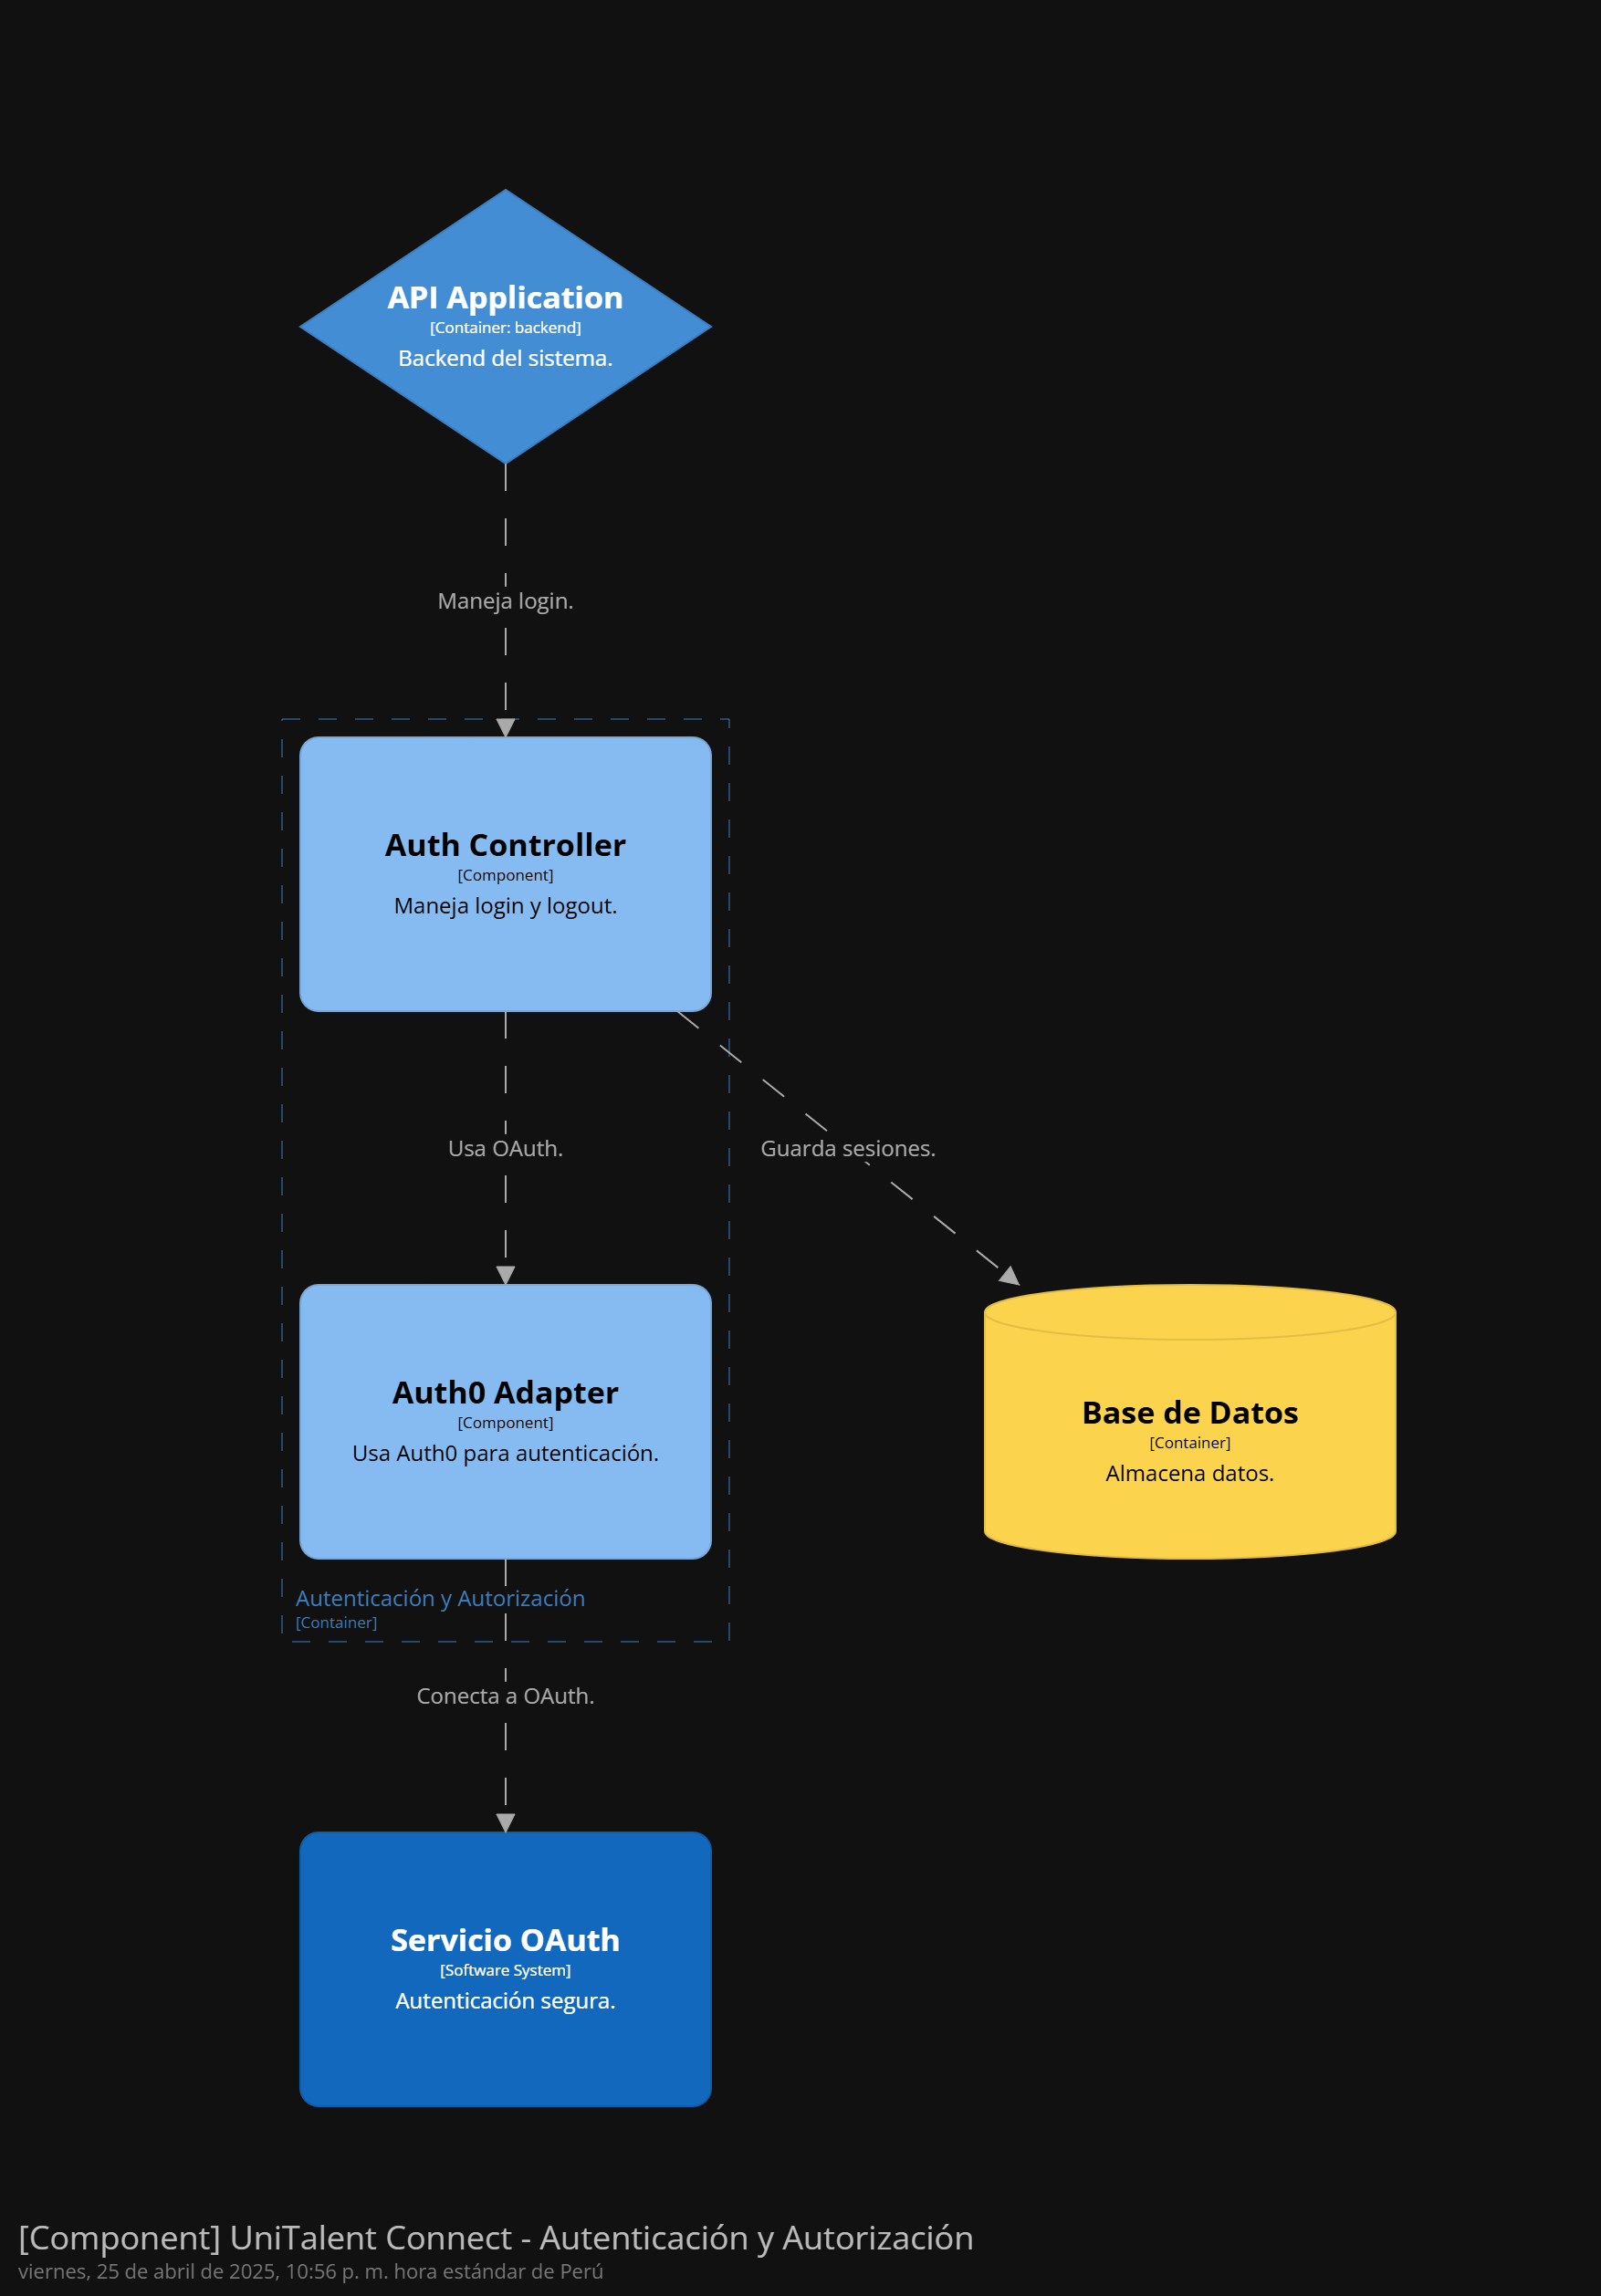 API Application
[Container: backend]
Backend del sistema.
Maneja login.
Auth Controller
[Component]
Maneja login y logout.
Usa OAuth.
Guarda sesiones.
Auth0 Adapter
[Component]
Usa Auth0 para autenticación.
Base de Datos
[Container]
Almacena datos.
Autenticación y Autorización
[Container]
Conecta a OAuth.
Servicio OAuth
[Software System]
Autenticación segura.
[Component] UniTalent Connect - Autenticación y Autorización
viernes, 25 de abril de 2025, 10:56 p. m. hora estándar de Perú